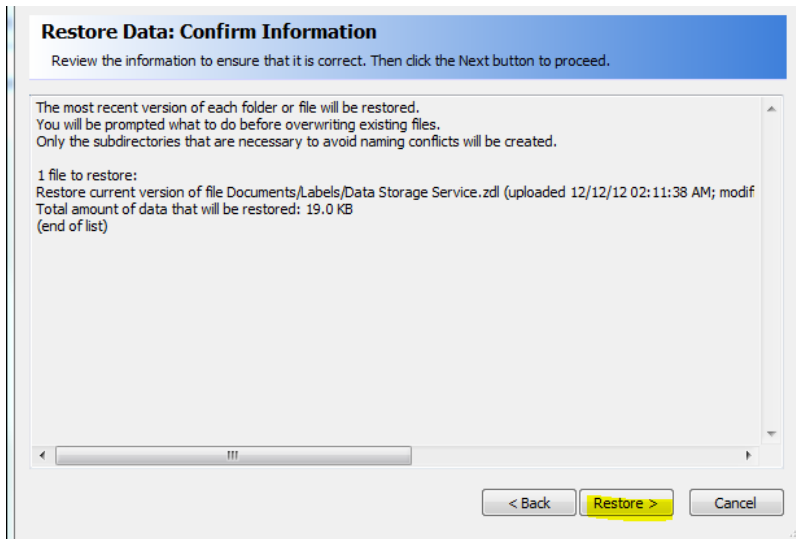 Restore Data: Confirm Information
Review the information to ensure that it is correct. Then click the Next button to proceed.
The most recent version of each folder or file will be restored.
You will be prompted what to do before overwriting existing files.
Only the subdirectories that are necessary to avoid naming conflicts will be created.
1 file to restore:
Restore current version of file Documents/Labels/Data Storage Service.zdl (uploaded 12/12/12 02:11:38 AM; modif
Total amount of data that will be restored: 19.0 KB
(end of list)
< Back Restore > Cancel